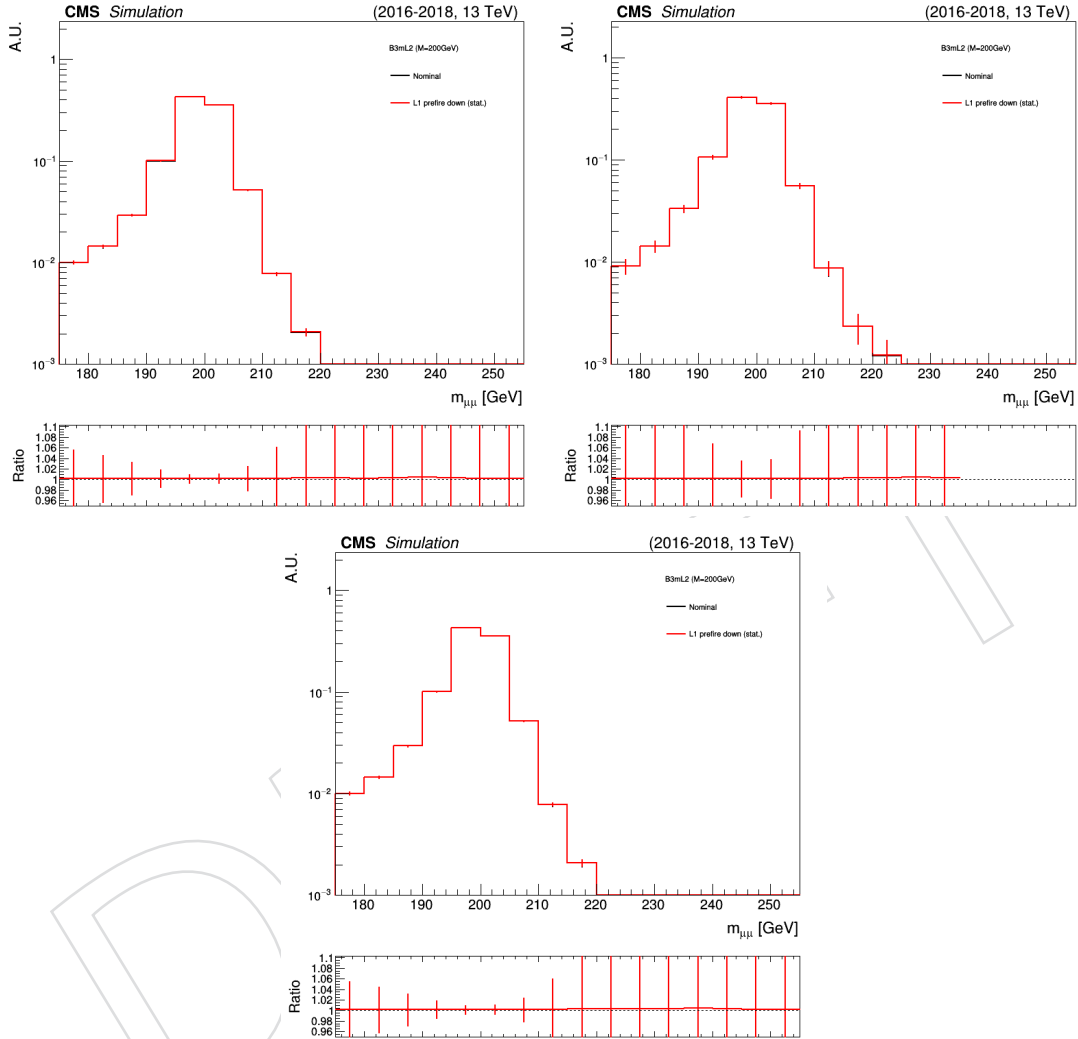 CMS Simulation (2016-2018, 13 TeV)
A.U.
B3mL2 (M=200GeV)
Nominal
L1 prefire down (stat.)
1
10⁻¹
10⁻²
10⁻³
180 190 200 210 220 230 240 250
m_μμ [GeV]
Ratio
1.1
1.08
1.06
1.04
1.02
1
0.98
0.96
CMS Simulation (2016-2018, 13 TeV)
A.U.
B3mL2 (M=200GeV)
Nominal
L1 prefire down (stat.)
1
10⁻¹
10⁻²
10⁻³
180 190 200 210 220 230 240 250
m_μμ [GeV]
Ratio
1.1
1.08
1.06
1.04
1.02
1
0.98
0.96
CMS Simulation (2016-2018, 13 TeV)
A.U.
B3mL2 (M=200GeV)
Nominal
L1 prefire down (stat.)
1
10⁻¹
10⁻²
10⁻³
180 190 200 210 220 230 240 250
m_μμ [GeV]
Ratio
1.1
1.08
1.06
1.04
1.02
1
0.98
0.96